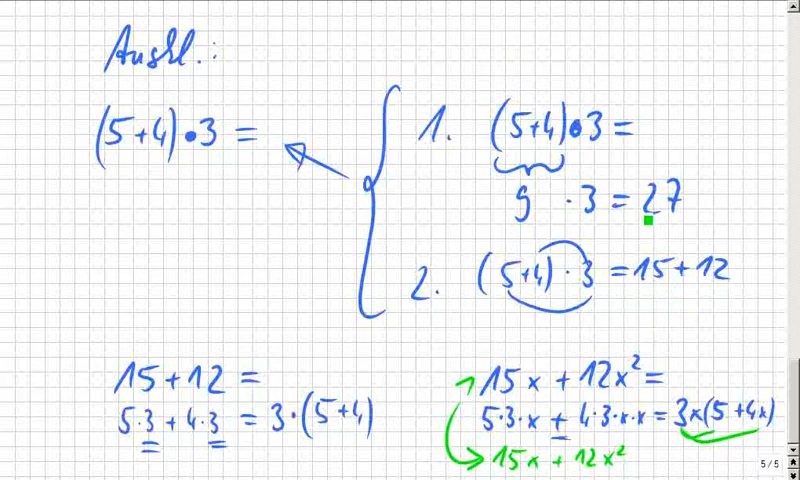 (5+4)•3 =
1. (5+4)•3 =
9 · 3 = 27
2. (5+4) · 3 = 15 + 12
15 + 12 =
5·3 + 4·3 = 3·(5+4)
15x + 12x² =
5·3·x + 4·3·x·x = 3x(5+4x)
15x + 12x²
5/5